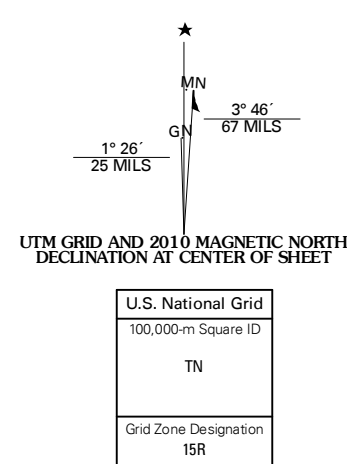 ★
MN
GN
3° 46´
67 MILS
1° 26´
25 MILS
UTM GRID AND 2010 MAGNETIC NORTH
DECLINATION AT CENTER OF SHEET
U.S. National Grid
100,000-m Square ID
TN
Grid Zone Designation
15R